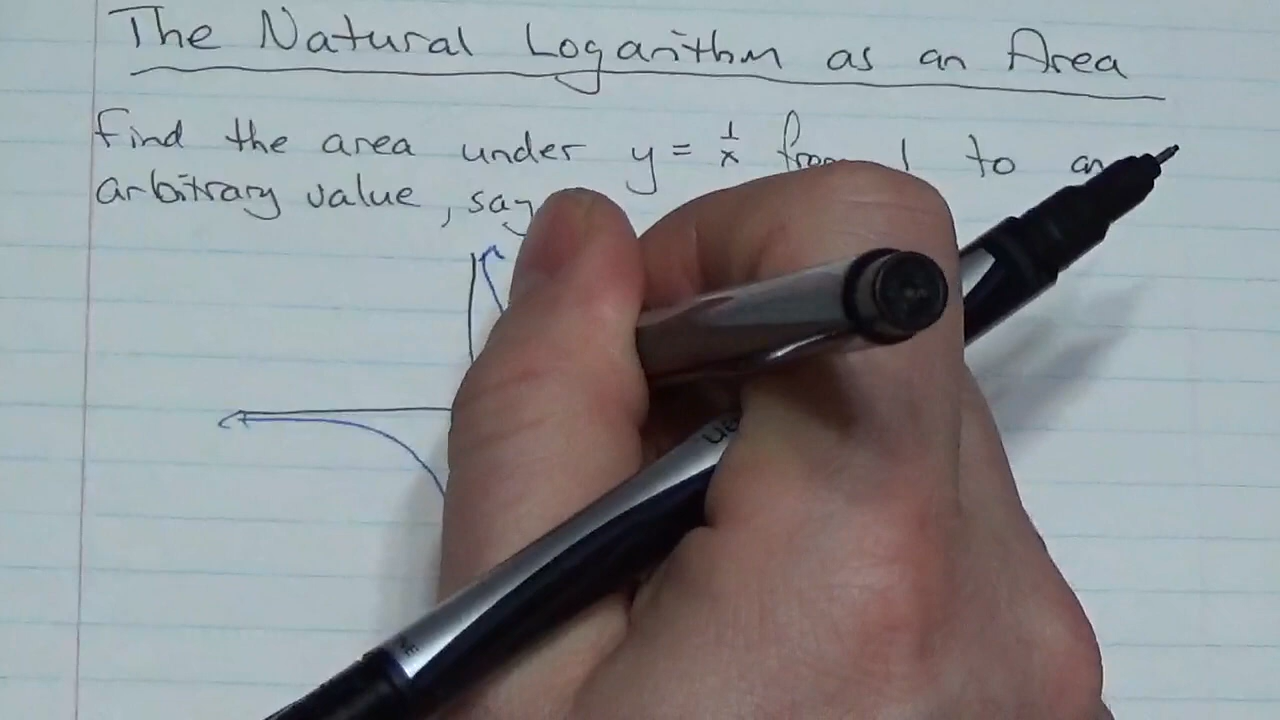 The Natural Logarithm as an Area
Find the area under y = 1/x from 1 to an
arbitrary value, say